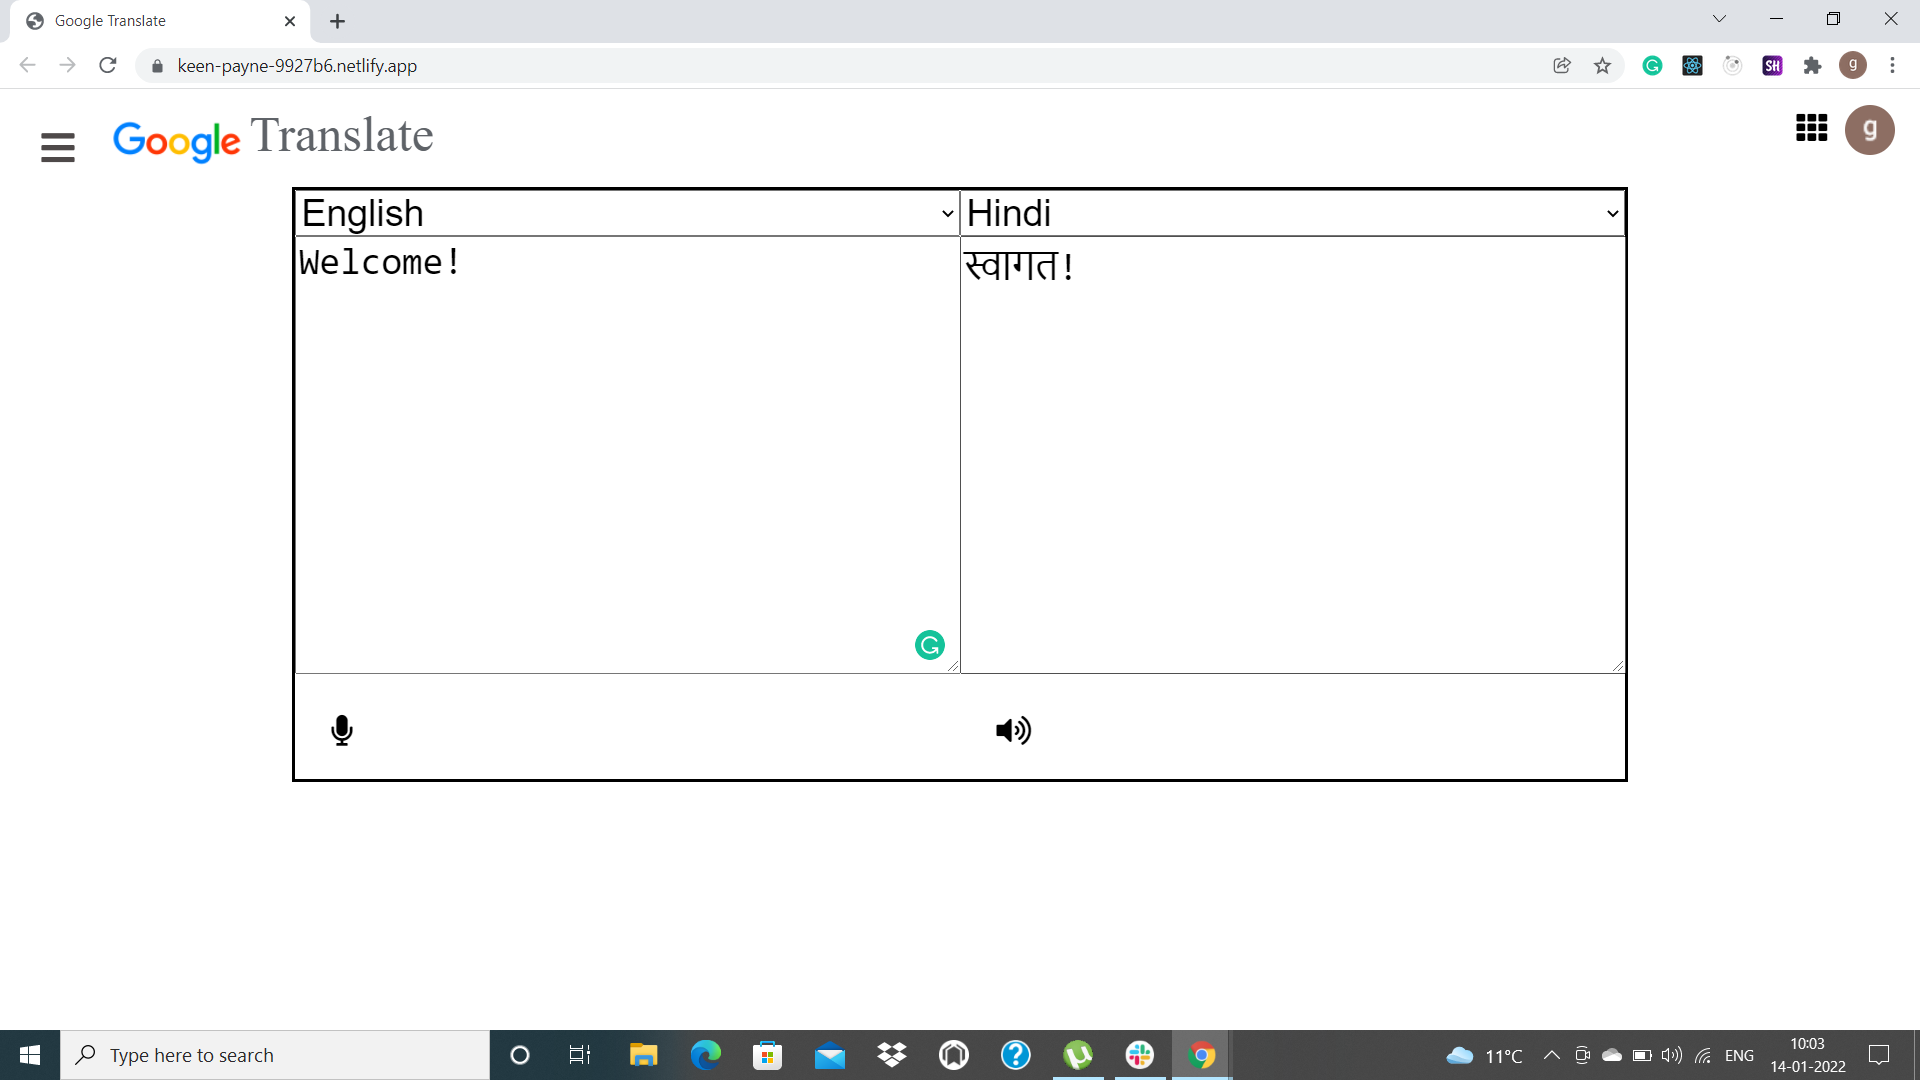 Google Translate
keen-payne-9927b6.netlify.app
SH
g
Google Translate
g
English
Hindi
Welcome!
स्वागत!
Type here to search
11°C
ENG
10:03
14-01-2022